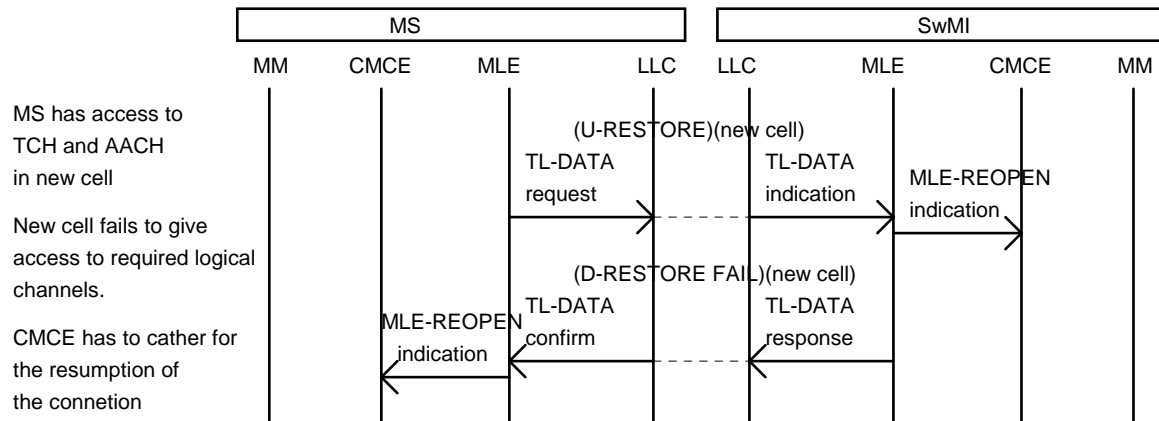 MS
SwMI
MM
CMCE
MLE
LLC
LLC
MLE
CMCE
MM
MS has access to
TCH and AACH
in new cell
(U-RESTORE)(new cell)
TL-DATA
request
TL-DATA
indication
MLE-REOPEN
indication
New cell fails to give
access to required logical
channels.
(D-RESTORE FAIL)(new cell)
MLE-REOPEN
indication
TL-DATA
confirm
TL-DATA
response
CMCE has to cather for
the resumption of
the connetion